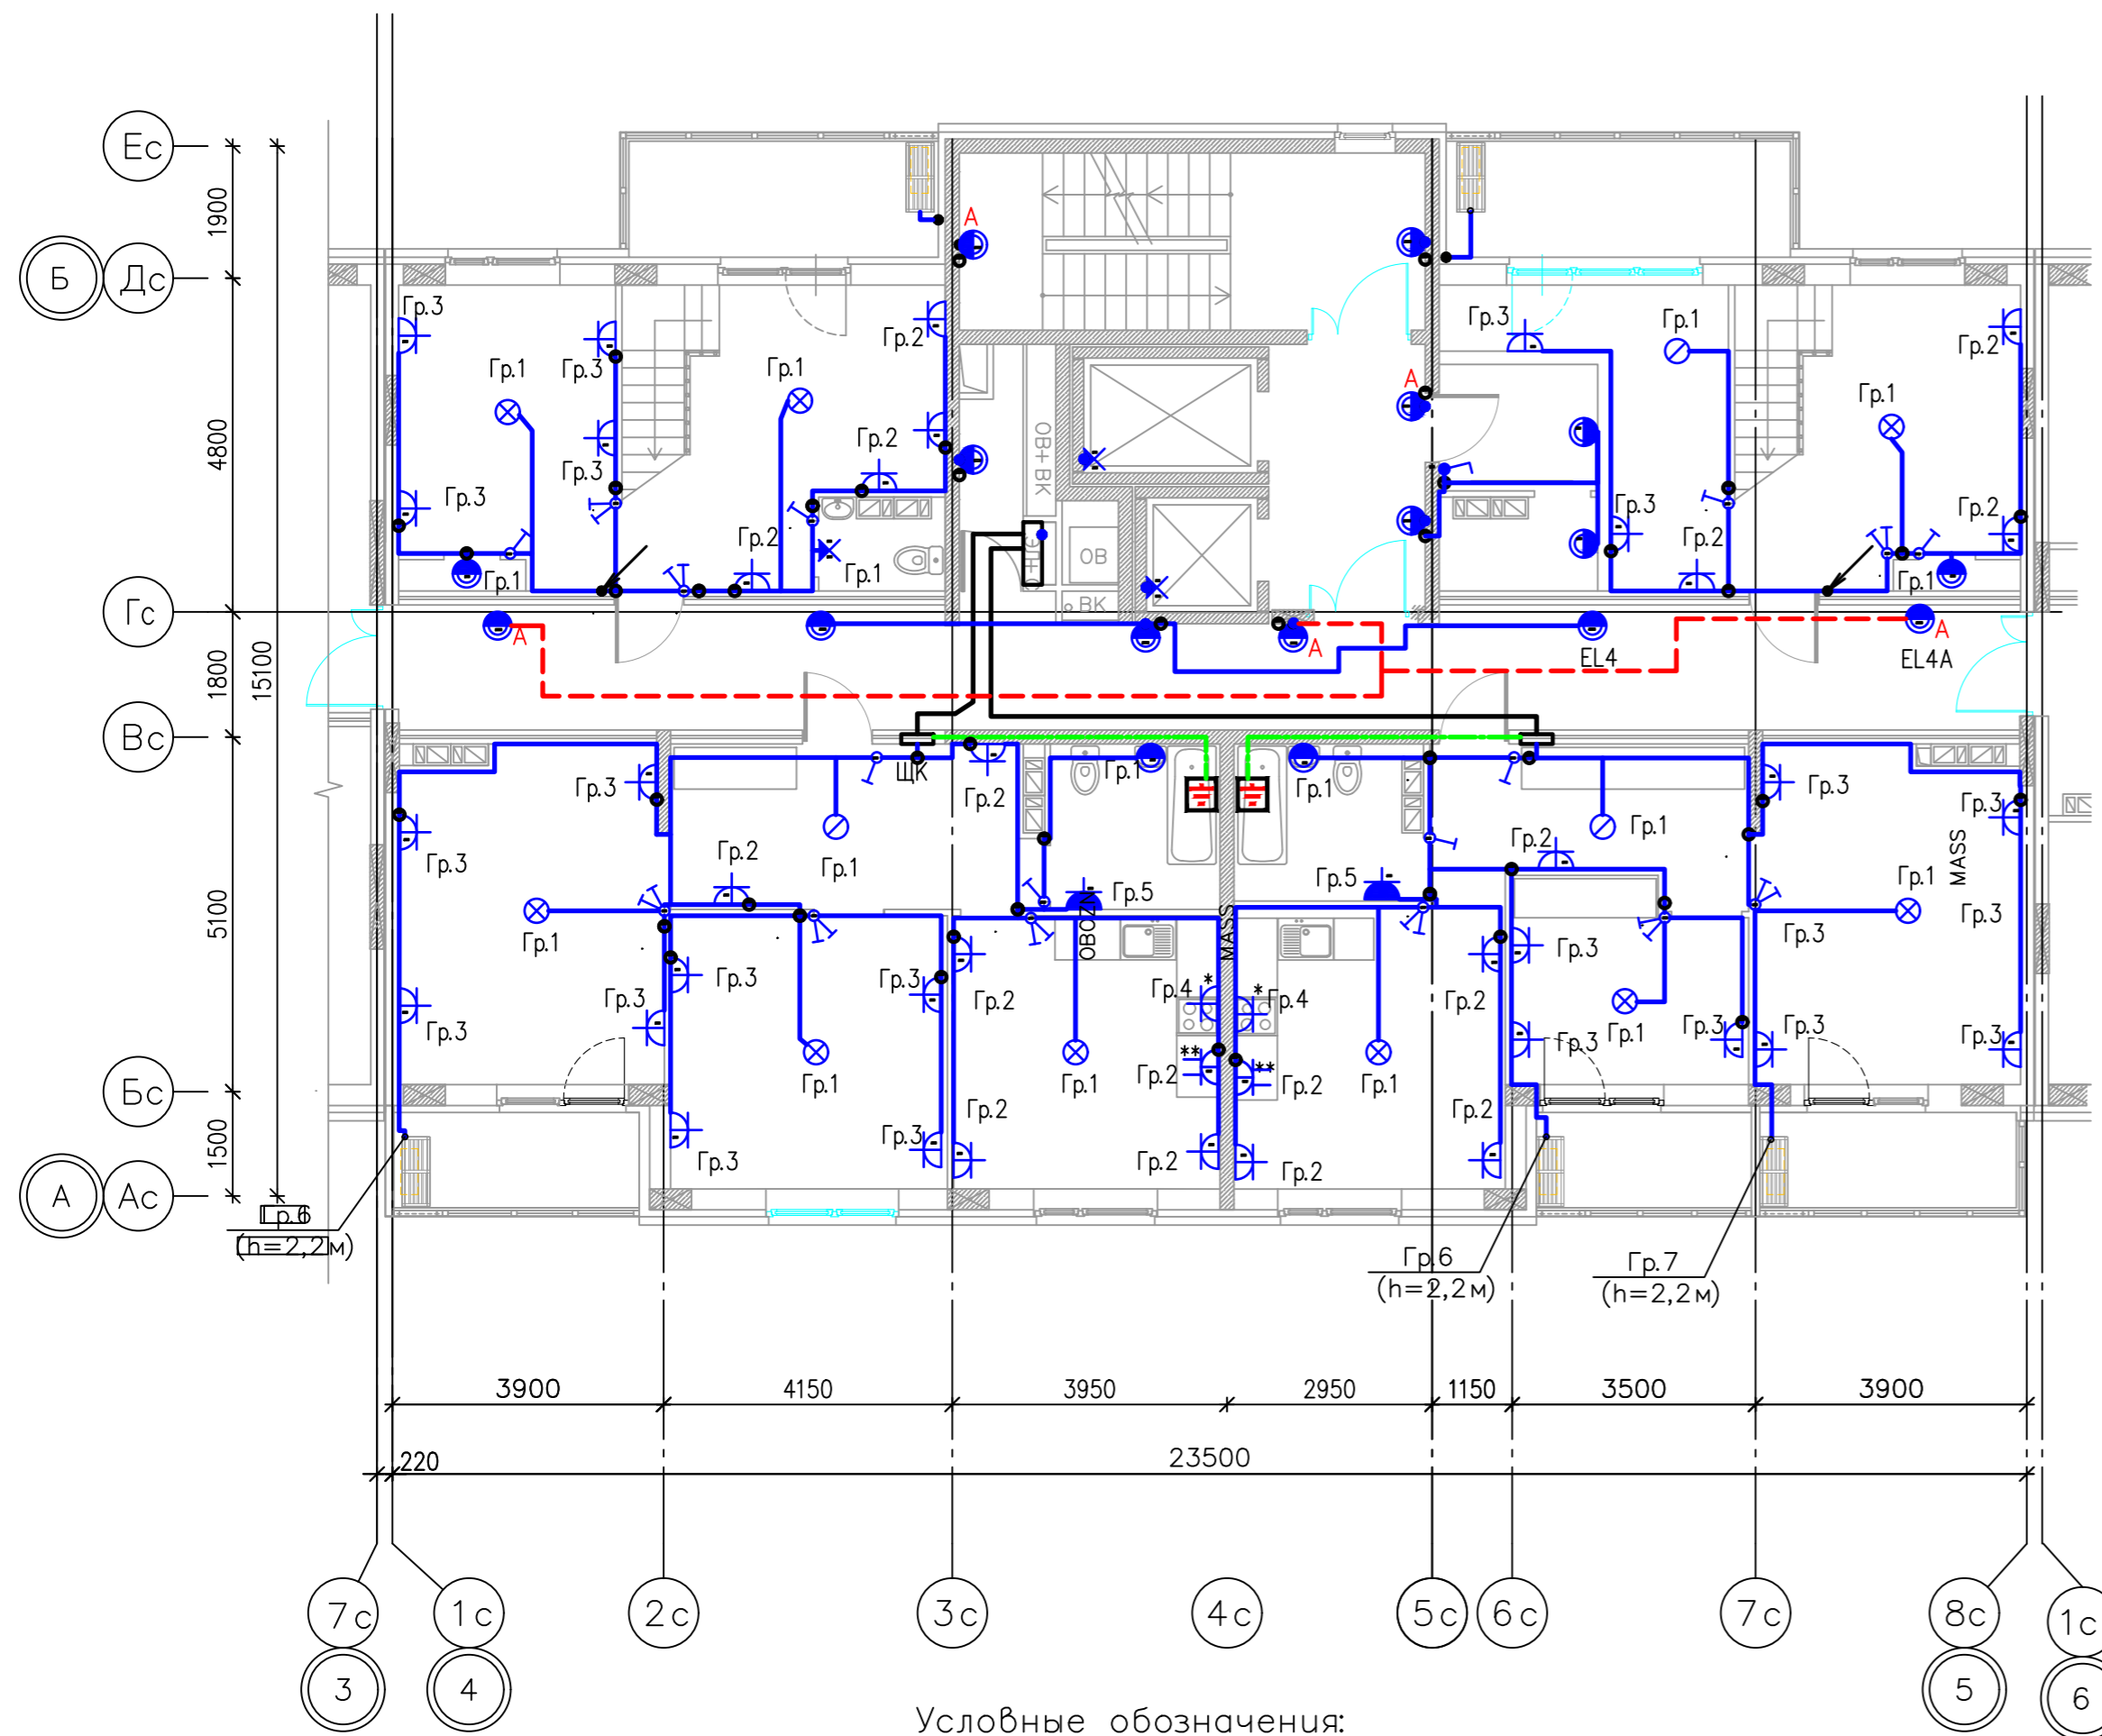 Ес
1900
А
Б
Дс
Гр.3
Гр.3
Гр.1
Гр.2
Гр.1
Гр.3
Гр.1
Гр.2
А
Гр.1
4800
ОВ+ВК
Гр.2
Гр.3
Гр.3
Гр.3
Гр.2
Гр.2
Гр.2
ОВ
Гр.1
Гр.1
Гр.1
ВК
Гс
А
А
EL4
А
EL4A
1800
15100
Вс
ЩК
Гр.3
Гр.2
Гр.1
Гр.1
Гр.3
Гр.3
Гр.3
Гр.2
Гр.1
Гр.5
Гр.5
Гр.2
Гр.1
MASS
Гр.1
5100
Гр.1
OBOZN
MASS
Гр.3
Гр.3
Гр.3
Гр.3
Гр.3
Гр.3
Гр.2
*
Гр.4
*
Гр.4
Гр.2
Гр.1
Гр.3
Гр.3
Гр.3
Гр.3
Гр.3
Гр.1
Гр.1
**
Гр.2
**
Гр.2
Гр.1
Бс
1500
Гр.3
Гр.3
Гр.2
Гр.2
Гр.2
Гр.2
А
Ас
Гр.6
(h=2,2м)
Гр.6
(h=2,2м)
Гр.7
(h=2,2м)
3900
4150
3950
2950
1150
3500
3900
220
23500
7с
1с
2с
3с
4с
5с
6с
7с
8с
1с
3
4
5
6
Условные обозначения: